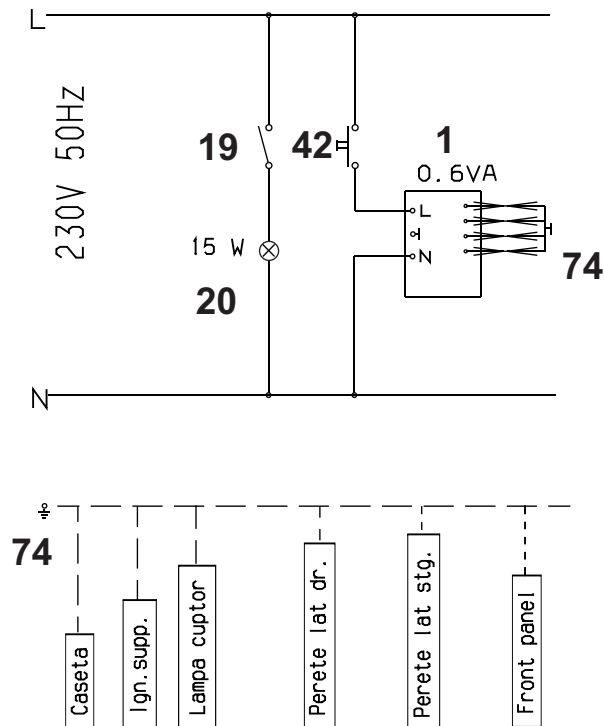 L
230V 50Hz
19
42
1
0.6VA
L
N
15 W
20
74
N
74
Caseta
Ign.supp.
Lampa cuptor
Perete lat dr.
Perete lat stg.
Front panel